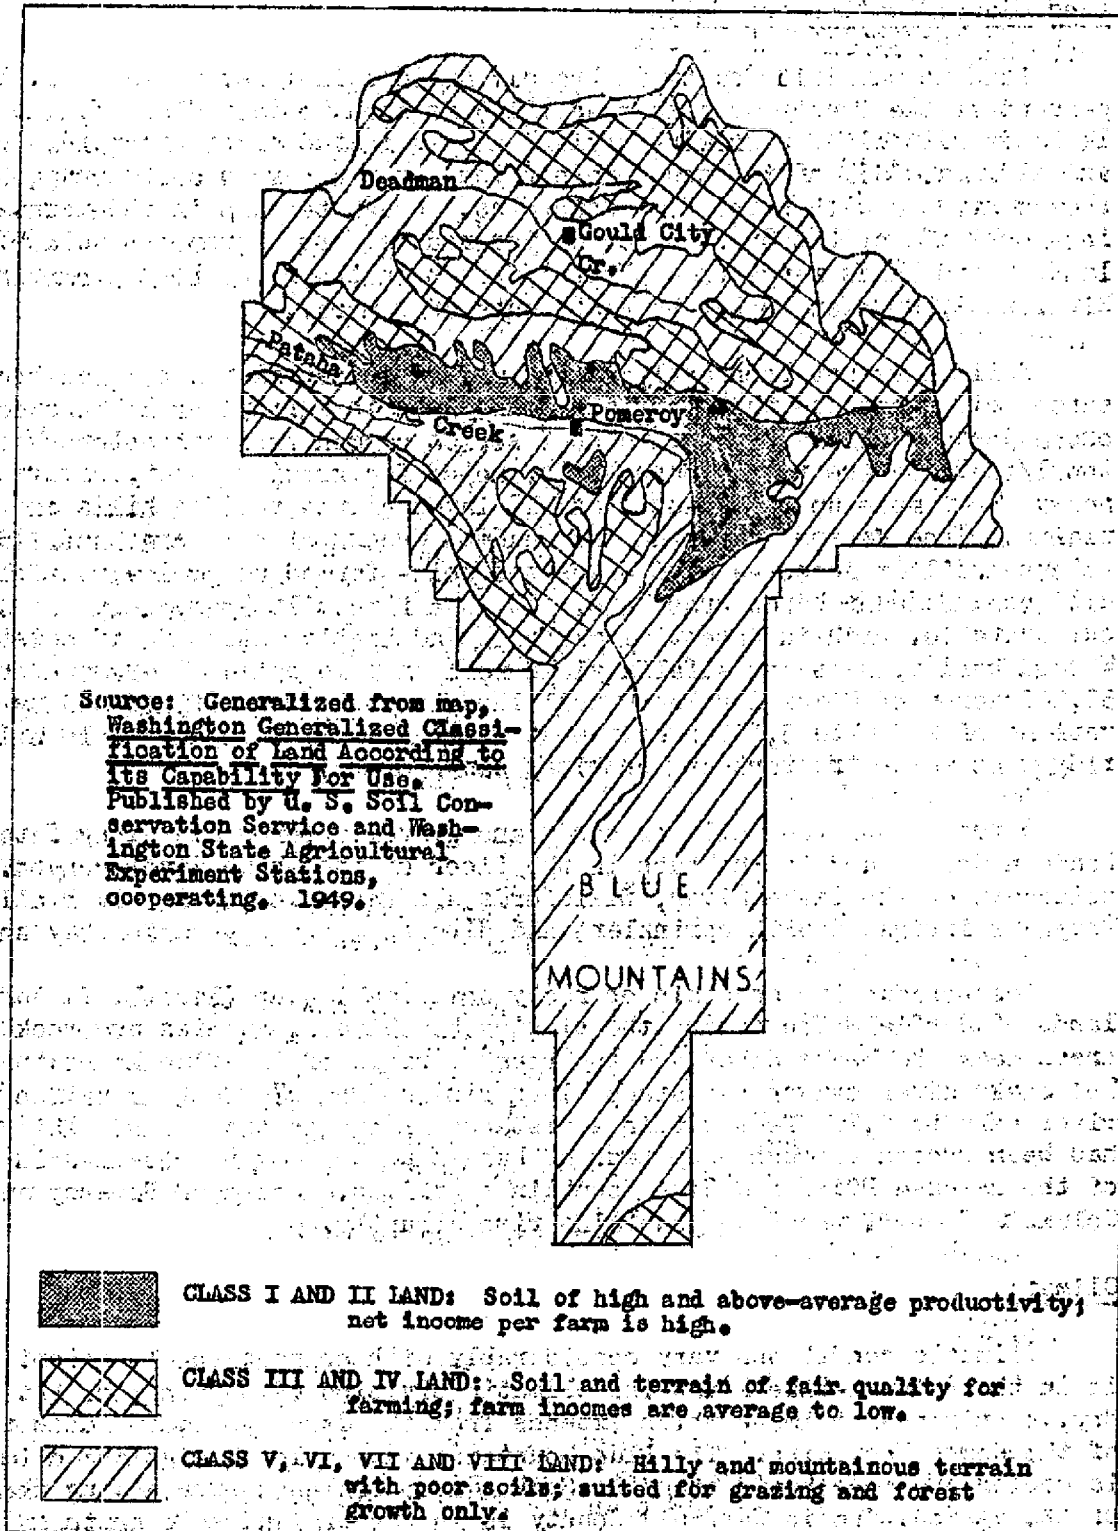 Deadman
Gould City
Cr.
Pataha
Creek
Pomeroy
Source: Generalized from map,
Washington Generalized Classi-
fication of Land According to
its Capability For Use.
Published by U. S. Soil Con-
servation Service and Wash-
ington State Agricultural
Experiment Stations,
cooperating. 1949.
BLUE
MOUNTAINS
CLASS I AND II LAND: Soil of high and above-average productivity;
net income per farm is high.
CLASS III AND IV LAND: Soil and terrain of fair quality for
farming; farm incomes are average to low.
CLASS V, VI, VII AND VIII LAND: Hilly and mountainous terrain
with poor soils; suited for grazing and forest
growth only.